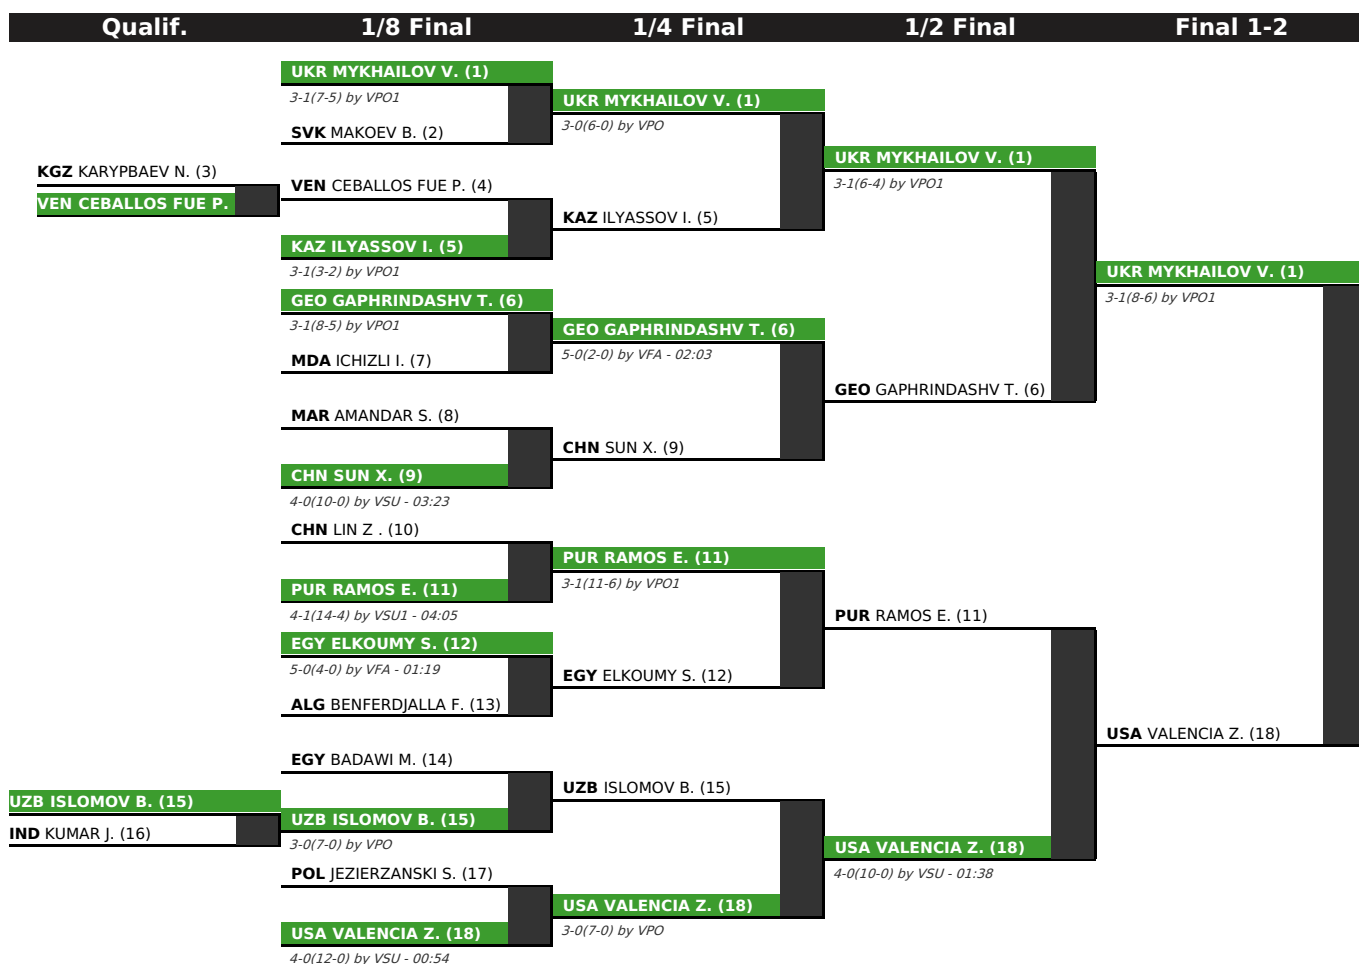 Qualif.
1/8 Final
1/4 Final
1/2 Final
Final 1-2
KGZ KARYPBAEV N. (3)
VEN CEBALLOS FUE P.
UZB ISLOMOV B. (15)
IND KUMAR J. (16)
UKR MYKHAILOV V. (1)
3-1(7-5) by VPO1
SVK MAKOEV B. (2)
VEN CEBALLOS FUE P. (4)
KAZ ILYASSOV I. (5)
3-1(3-2) by VPO1
GEO GAPHRINDASHV T. (6)
3-1(8-5) by VPO1
MDA ICHIZLI I. (7)
MAR AMANDAR S. (8)
CHN SUN X. (9)
4-0(10-0) by VSU - 03:23
CHN LIN Z . (10)
PUR RAMOS E. (11)
4-1(14-4) by VSU1 - 04:05
EGY ELKOUMY S. (12)
5-0(4-0) by VFA - 01:19
ALG BENFERDJALLA F. (13)
EGY BADAWI M. (14)
UZB ISLOMOV B. (15)
3-0(7-0) by VPO
POL JEZIERZANSKI S. (17)
USA VALENCIA Z. (18)
4-0(12-0) by VSU - 00:54
UKR MYKHAILOV V. (1)
3-0(6-0) by VPO
KAZ ILYASSOV I. (5)
GEO GAPHRINDASHV T. (6)
5-0(2-0) by VFA - 02:03
CHN SUN X. (9)
PUR RAMOS E. (11)
3-1(11-6) by VPO1
EGY ELKOUMY S. (12)
UZB ISLOMOV B. (15)
USA VALENCIA Z. (18)
3-0(7-0) by VPO
UKR MYKHAILOV V. (1)
3-1(6-4) by VPO1
GEO GAPHRINDASHV T. (6)
PUR RAMOS E. (11)
USA VALENCIA Z. (18)
4-0(10-0) by VSU - 01:38
UKR MYKHAILOV V. (1)
3-1(8-6) by VPO1
USA VALENCIA Z. (18)